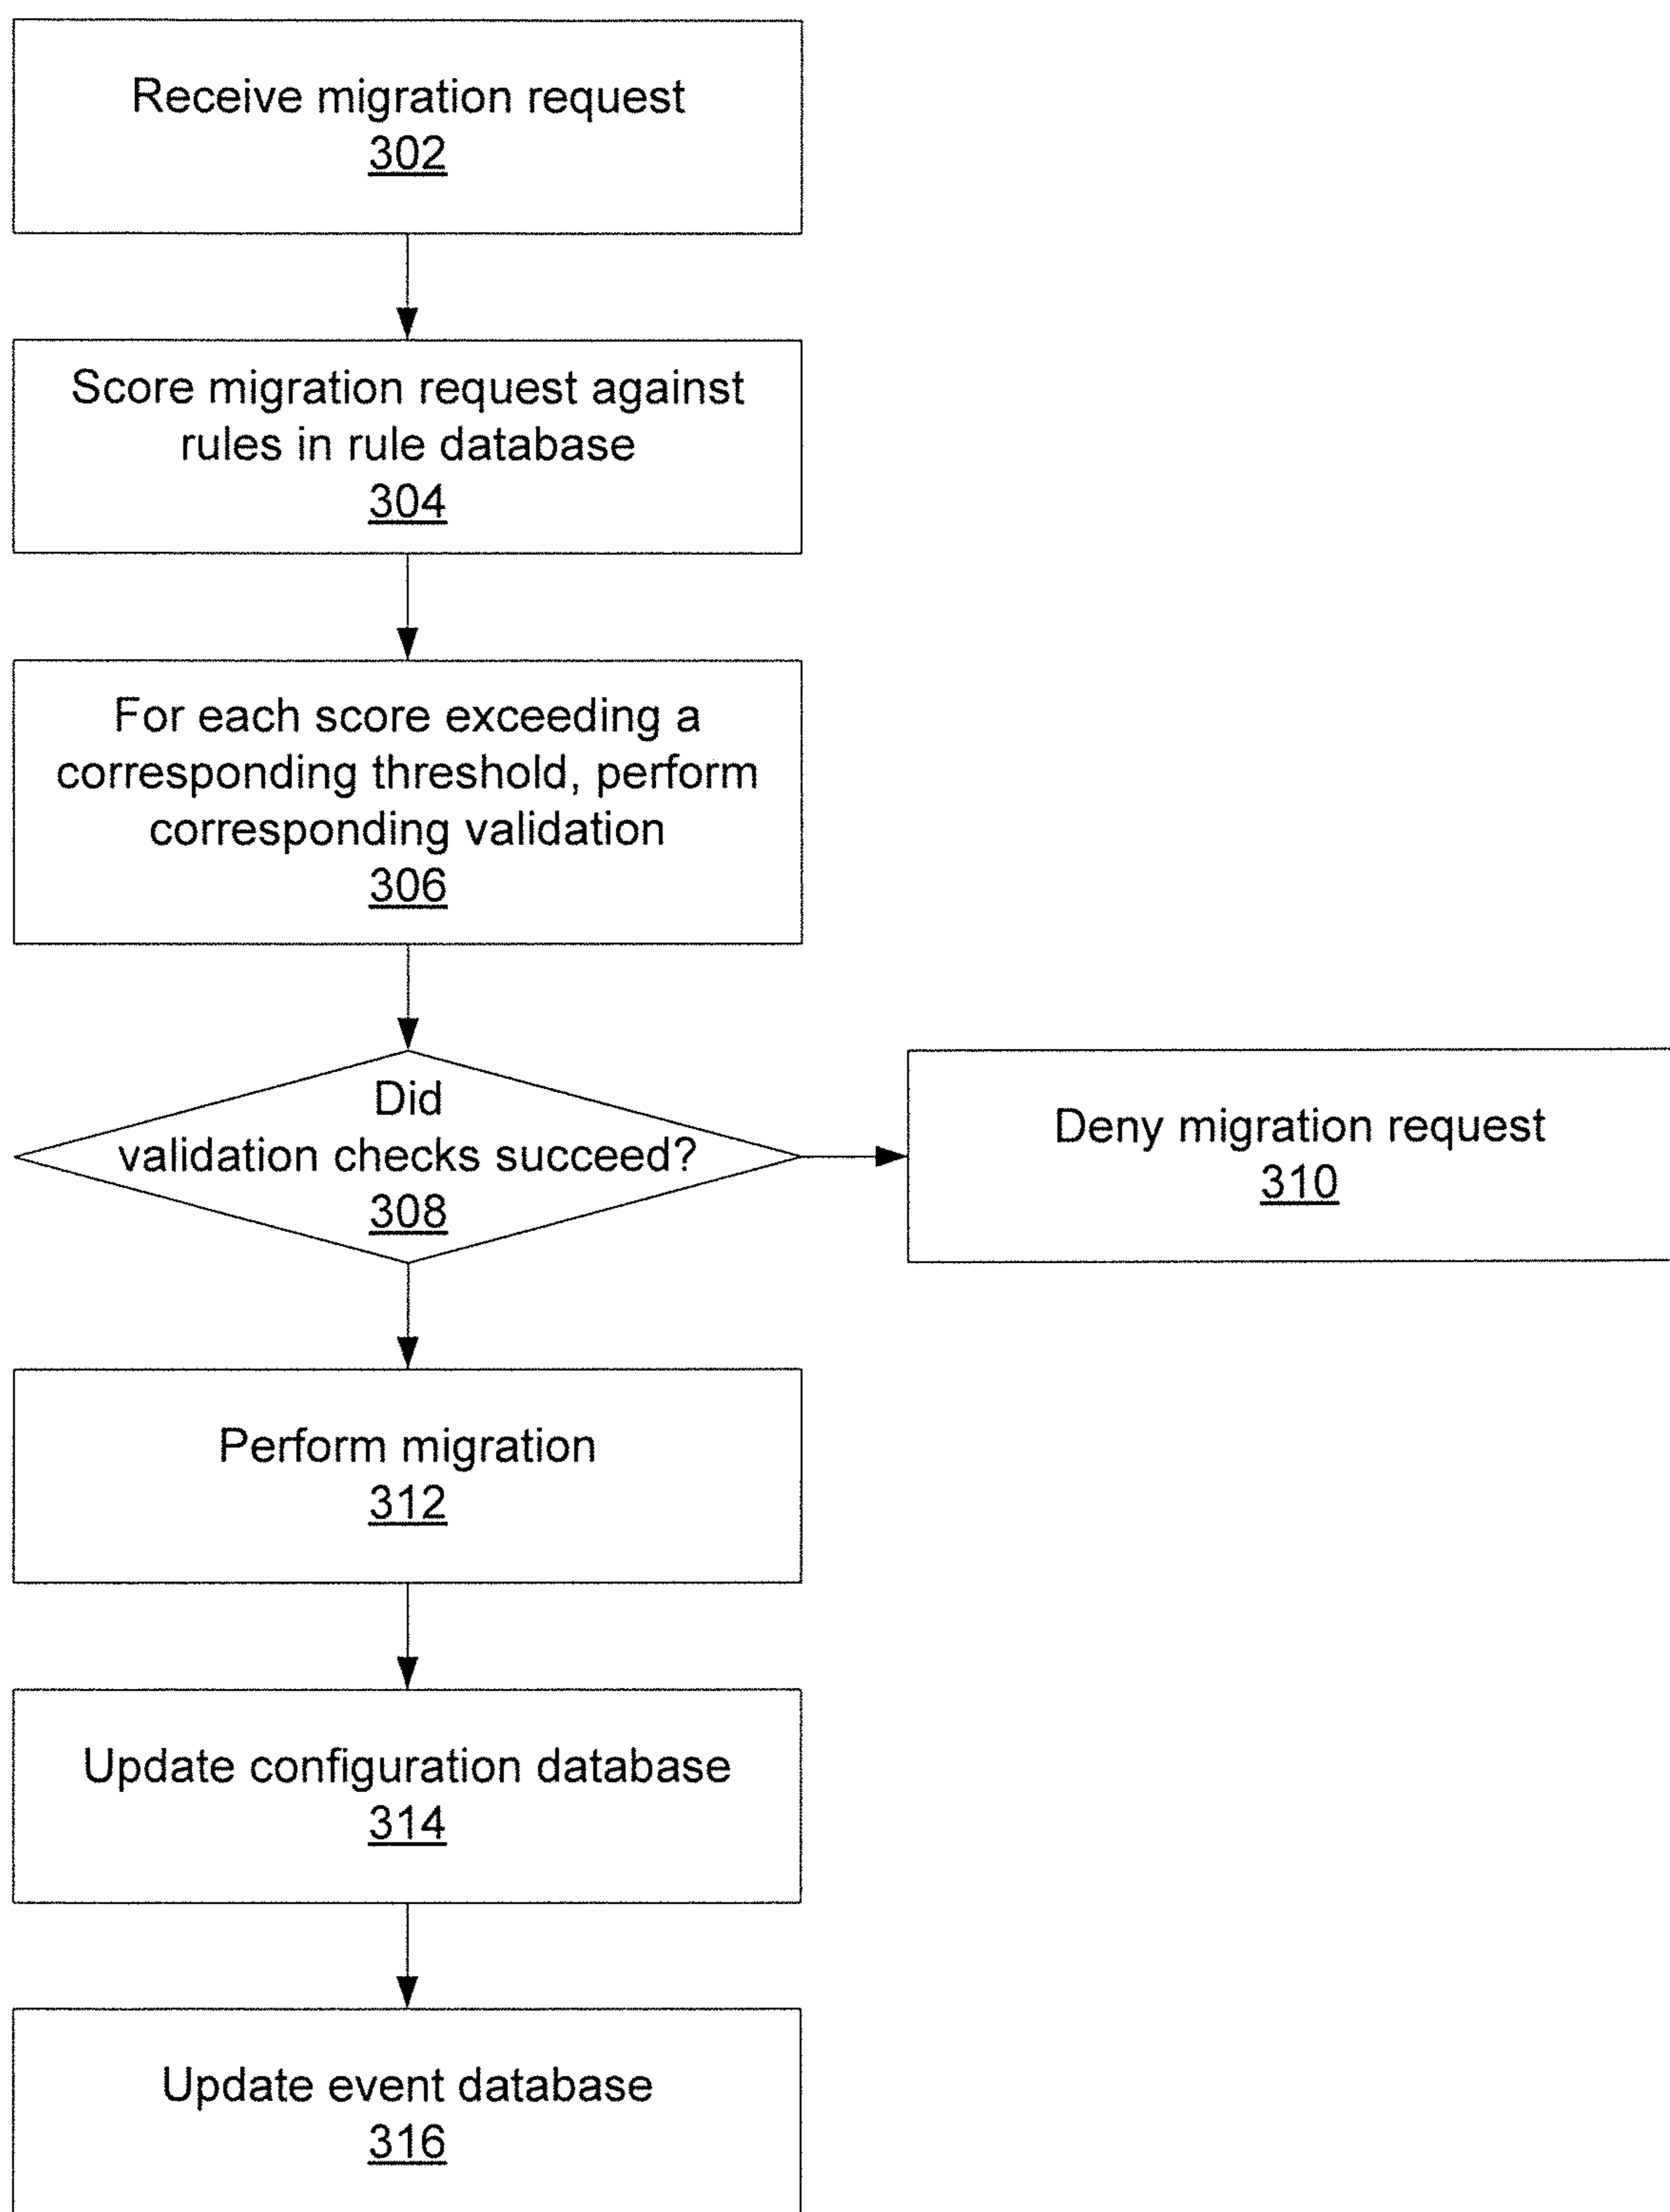 Receive migration request
302
Score migration request against
rules in rule database
304
For each score exceeding a
corresponding threshold, perform
corresponding validation
306
Did
validation checks succeed?
308
Deny migration request
310
Perform migration
312
Update configuration database
314
Update event database
316